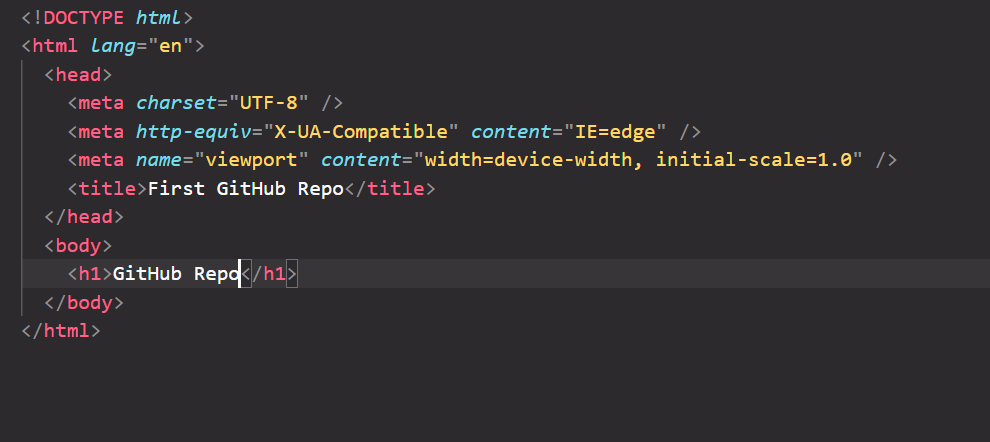 <!DOCTYPE html>
<html lang="en">
<head>
<meta charset="UTF-8" />
<meta http-equiv="X-UA-Compatible" content="IE=edge" />
<meta name="viewport" content="width=device-width, initial-scale=1.0" />
<title>First GitHub Repo</title>
</head>
<body>
<h1>GitHub Repo</h1>
</body>
</html>